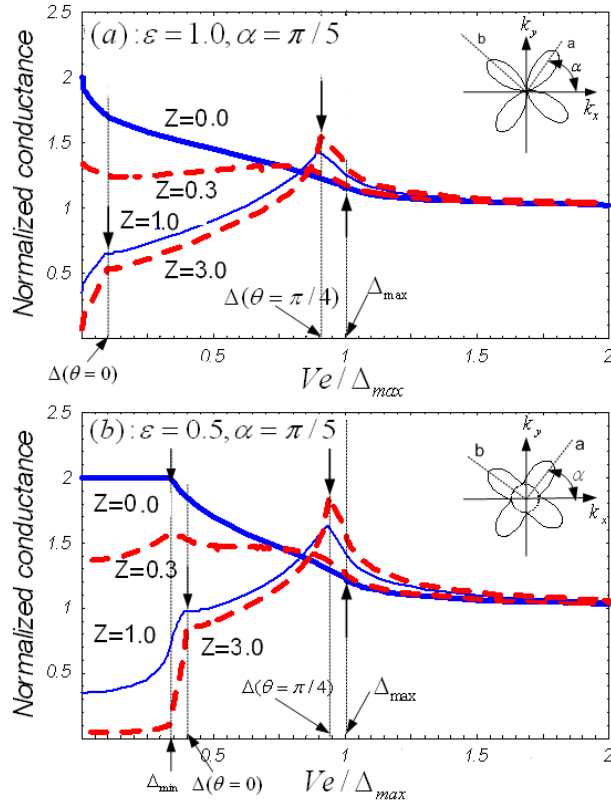 (a): ε = 1.0, α = π/5
2.5
2
1.5
1
0.5
Normalized conductance
Z=0.0
Z=0.3
Z=1.0
Z=3.0
b
k_y
a
α
k_x
Δ(θ = π/4)
Δ_max
Δ(θ = 0)
0.5
1
1.5
2
Ve / Δ_max
(b): ε = 0.5, α = π/5
2.5
2
1.5
1
0.5
Normalized conductance
Z=0.0
Z=0.3
Z=1.0
Z=3.0
b
k_y
a
α
k_x
Δ(θ = π/4)
Δ_max
Δ_min
Δ(θ = 0)
0.5
1
1.5
2
Ve / Δ_max